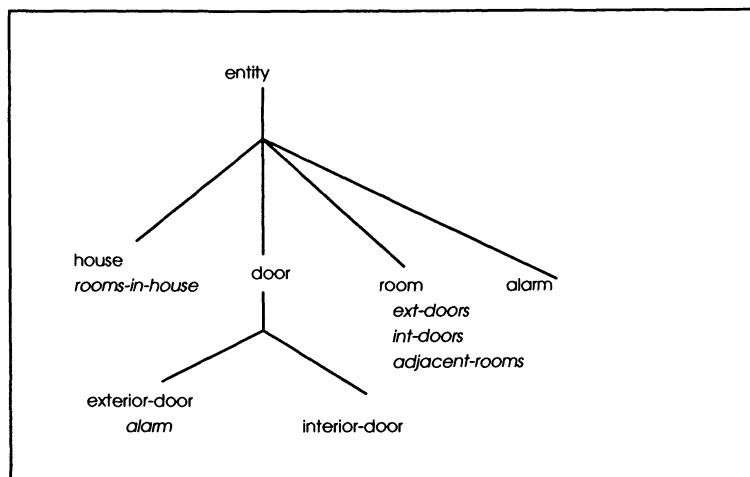 entity
house
rooms-in-house
door
room
ext-doors
int-doors
adjacent-rooms
alarm
exterior-door
alarm
interior-door